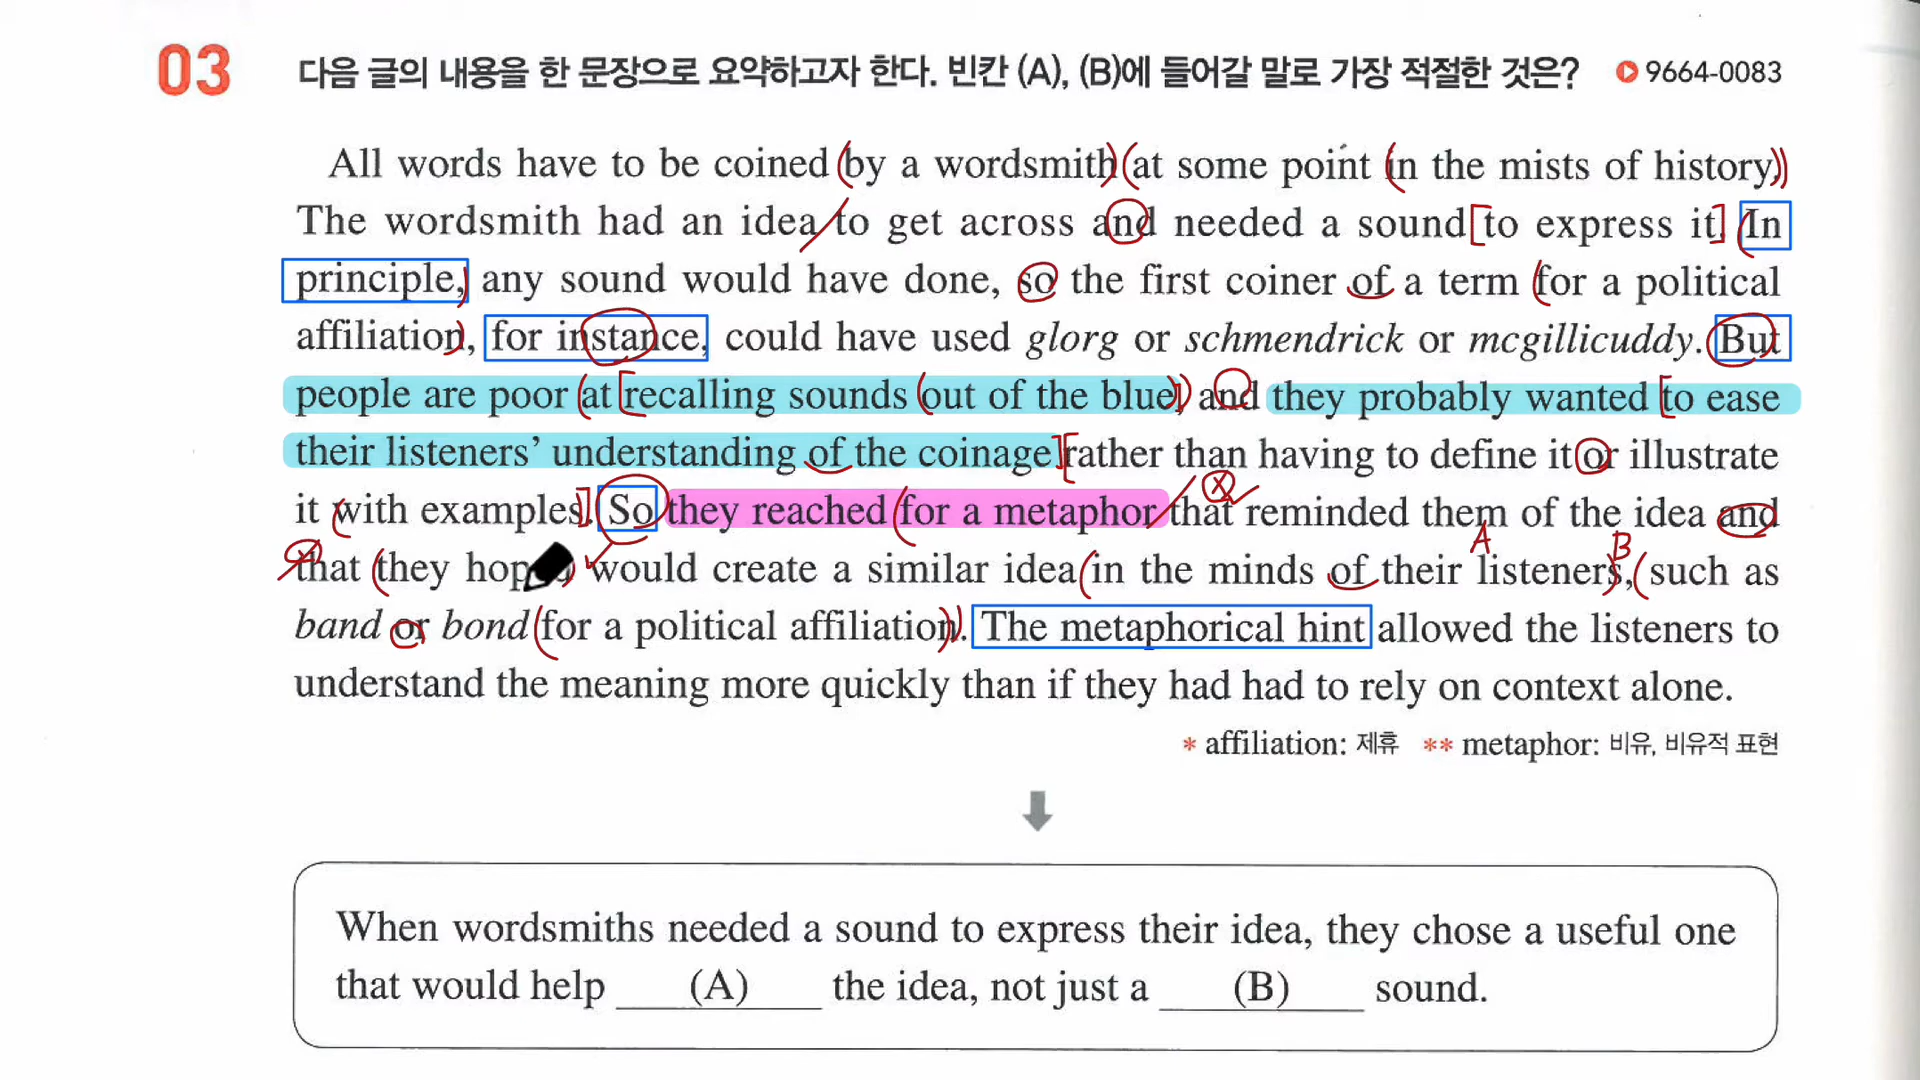 03 다음 글의 내용을 한 문장으로 요약하고자 한다. 빈칸 (A), (B)에 들어갈 말로 가장 적절한 것은? 9664-0083
All words have to be coined by a wordsmith at some point in the mists of history.
The wordsmith had an idea to get across and needed a sound to express it. In
principle, any sound would have done, so the first coiner of a term for a political
affiliation, for instance, could have used glorg or schmendrick or mcgillicuddy. But
people are poor at recalling sounds out of the blue, and they probably wanted to ease
their listeners’ understanding of the coinage rather than having to define it or illustrate
it with examples. So they reached for a metaphor that reminded them of the idea and
A B
that they hop would create a similar idea in the minds of their listeners, such as
band or bond for a political affiliation. The metaphorical hint allowed the listeners to
understand the meaning more quickly than if they had had to rely on context alone.
* affiliation: 제휴 ** metaphor: 비유, 비유적 표현
When wordsmiths needed a sound to express their idea, they chose a useful one
that would help (A) the idea, not just a (B) sound.